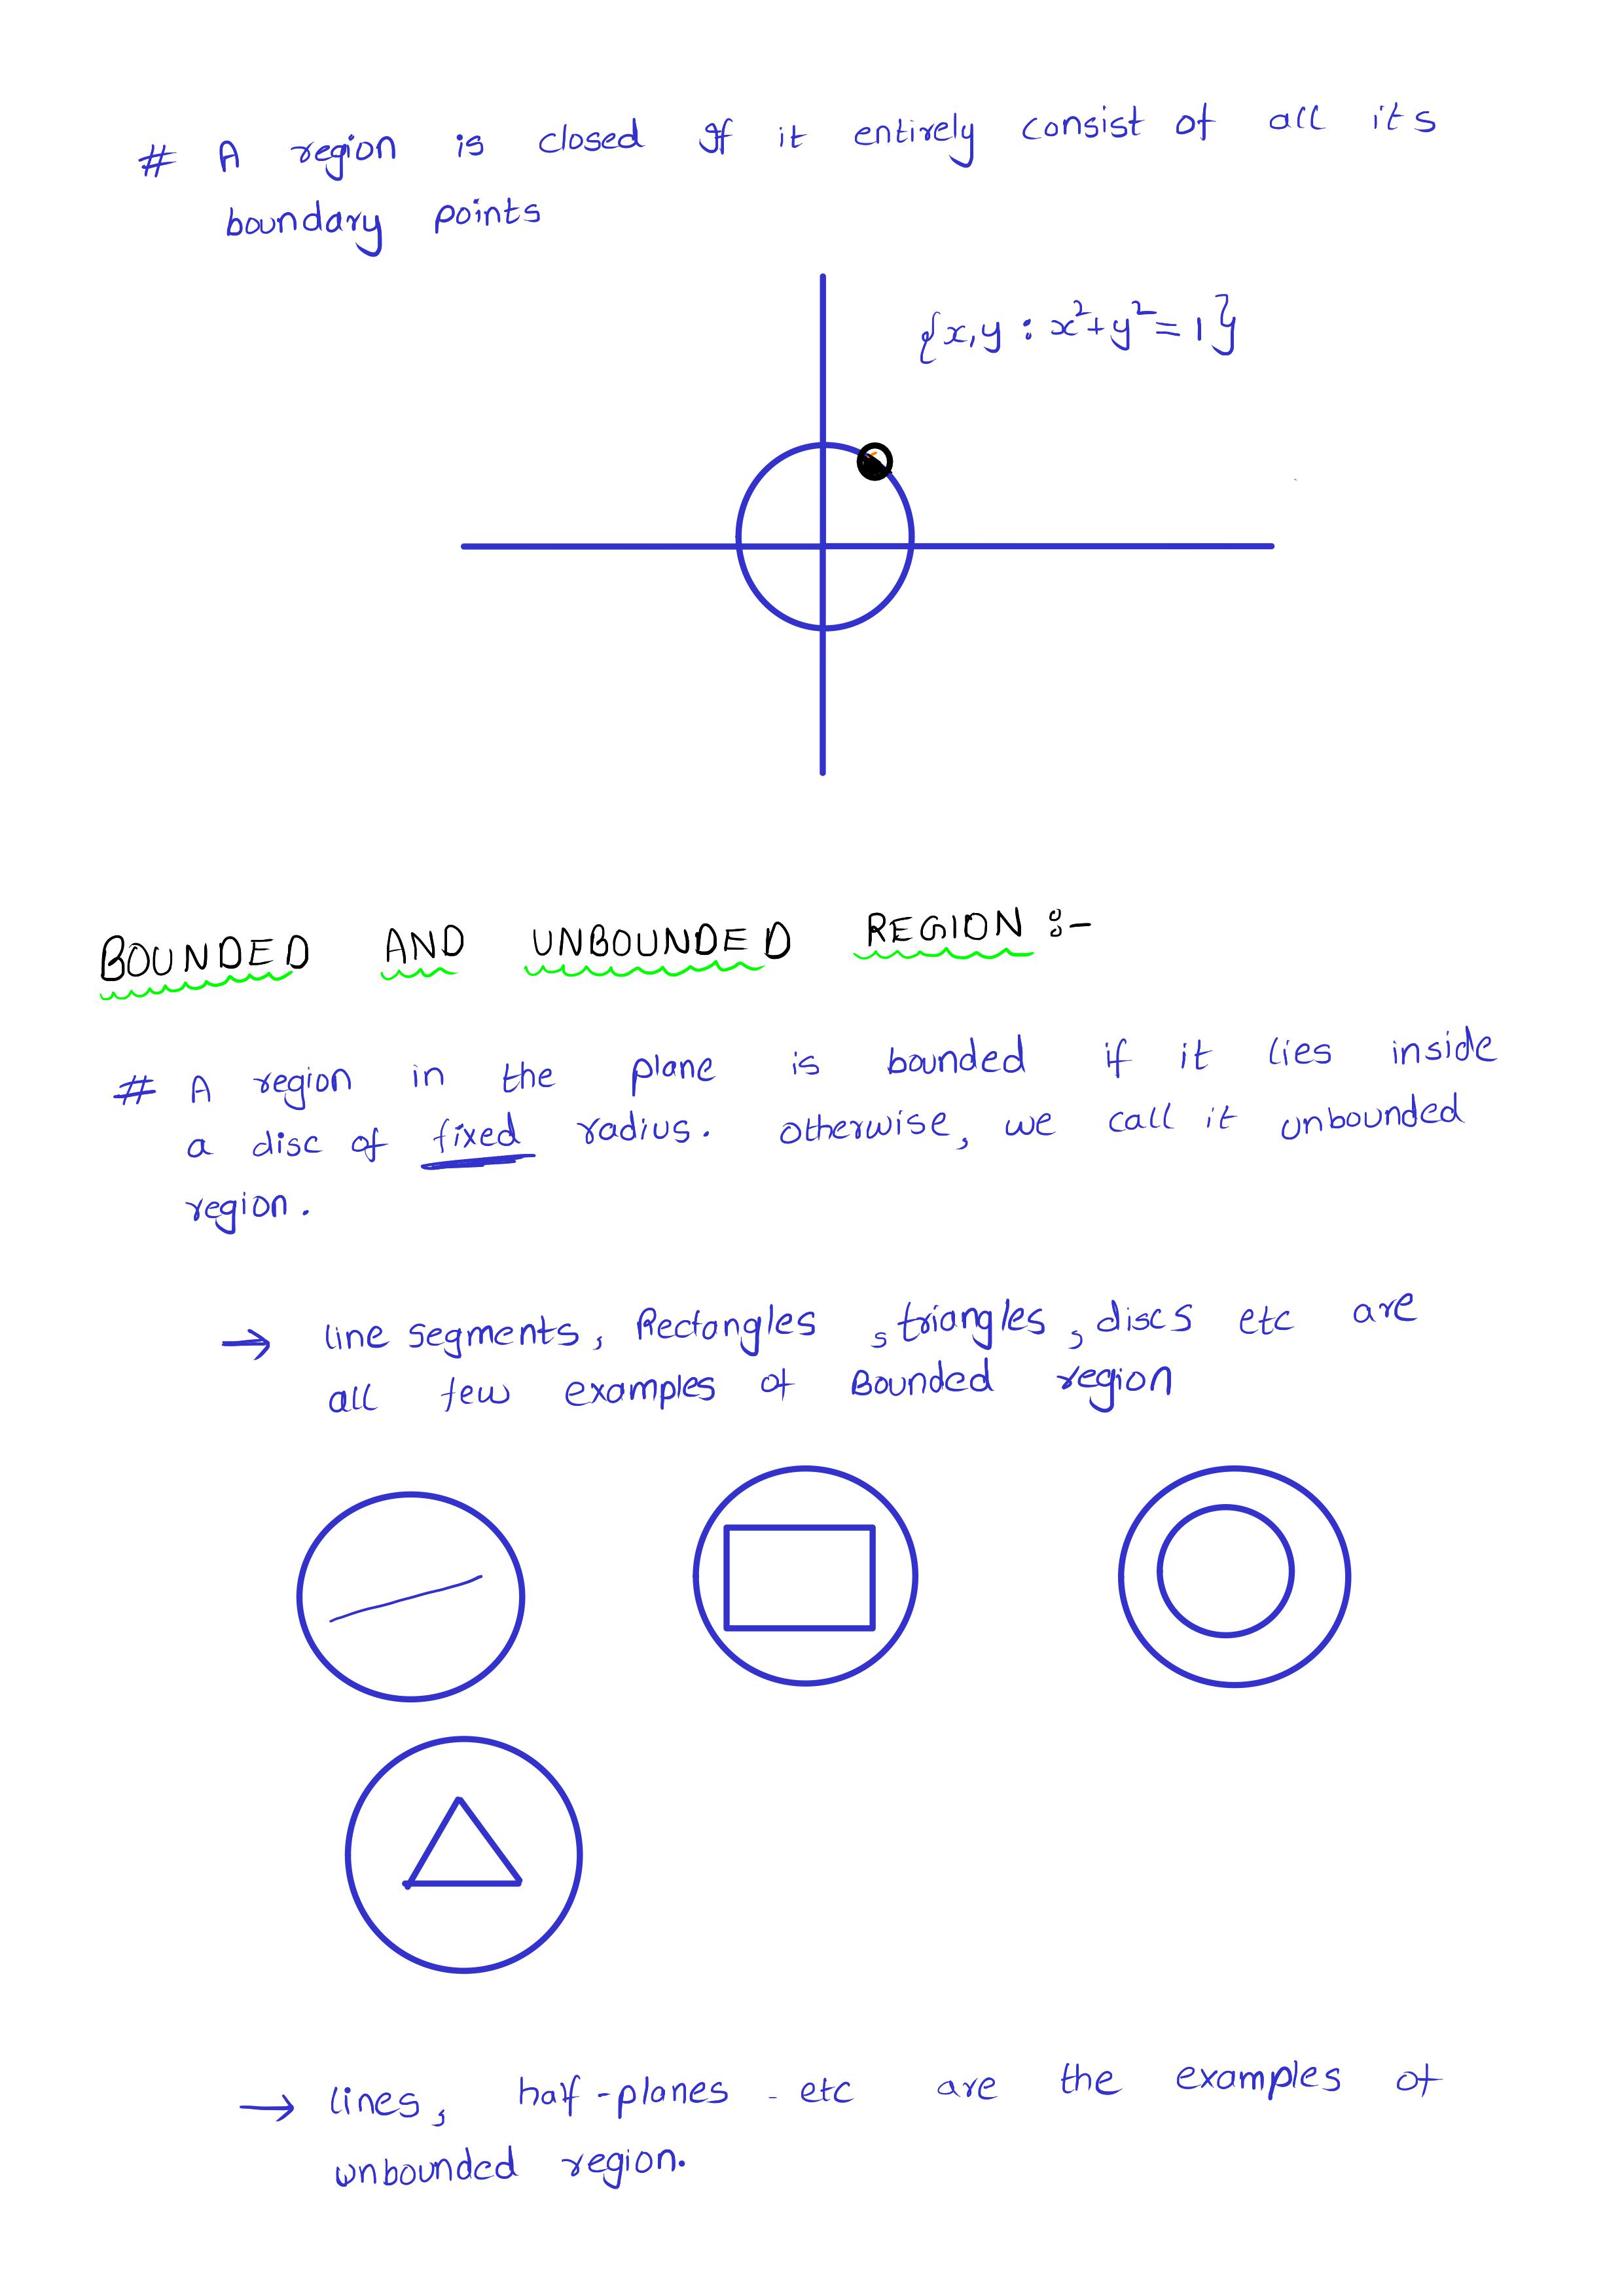 # A region is closed If it entirely consist of all its
boundary points
{x,y : x²+y²=1}
BOUNDED AND UNBOUNDED REGION :-
# A region in the plane is bounded if it lies inside
a disc of fixed radius. otherwise, we call it unbounded
region.
→ line segments, Rectangles , triangles, discs etc are
all few examples of Bounded region
→ lines, half-planes - etc are the examples of
unbounded region.